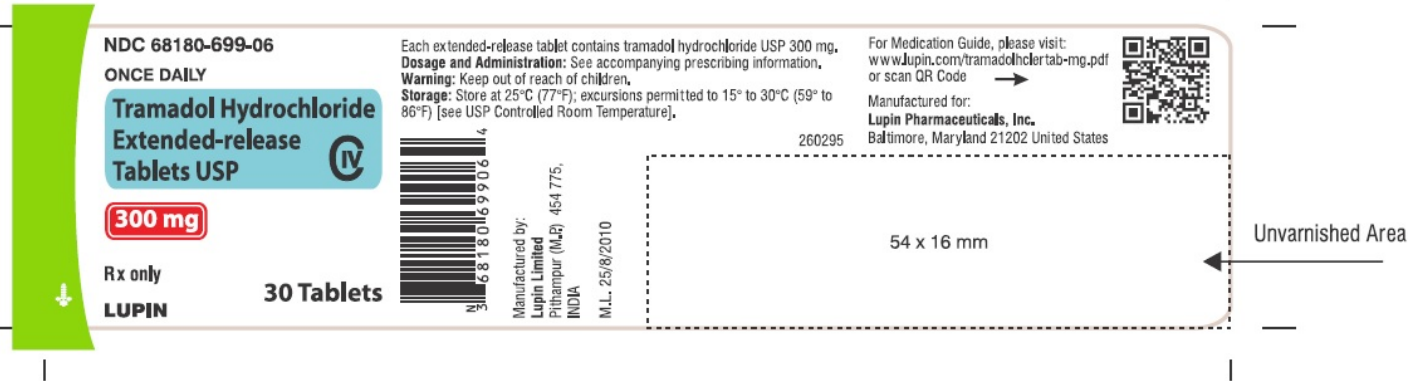 NDC 68180-699-06
ONCE DAILY
Tramadol Hydrochloride
Extended-release
Tablets USP
CIV
300 mg
Rx only
30 Tablets
LUPIN
Each extended-release tablet contains tramadol hydrochloride USP 300 mg.
Dosage and Administration: See accompanying prescribing information.
Warning: Keep out of reach of children.
Storage: Store at 25°C (77°F); excursions permitted to 15° to 30°C (59° to
86°F) [see USP Controlled Room Temperature].
N
3 68180 69906 4
Manufactured by:
Lupin Limited
Pithampur (M.P.) 454 775,
INDIA
M.L. 25/8/2010
260295
For Medication Guide, please visit:
www.lupin.com/tramadolhclertab-mg.pdf
or scan QR Code
Manufactured for:
Lupin Pharmaceuticals, Inc.
Baltimore, Maryland 21202 United States
54 x 16 mm
Unvarnished Area